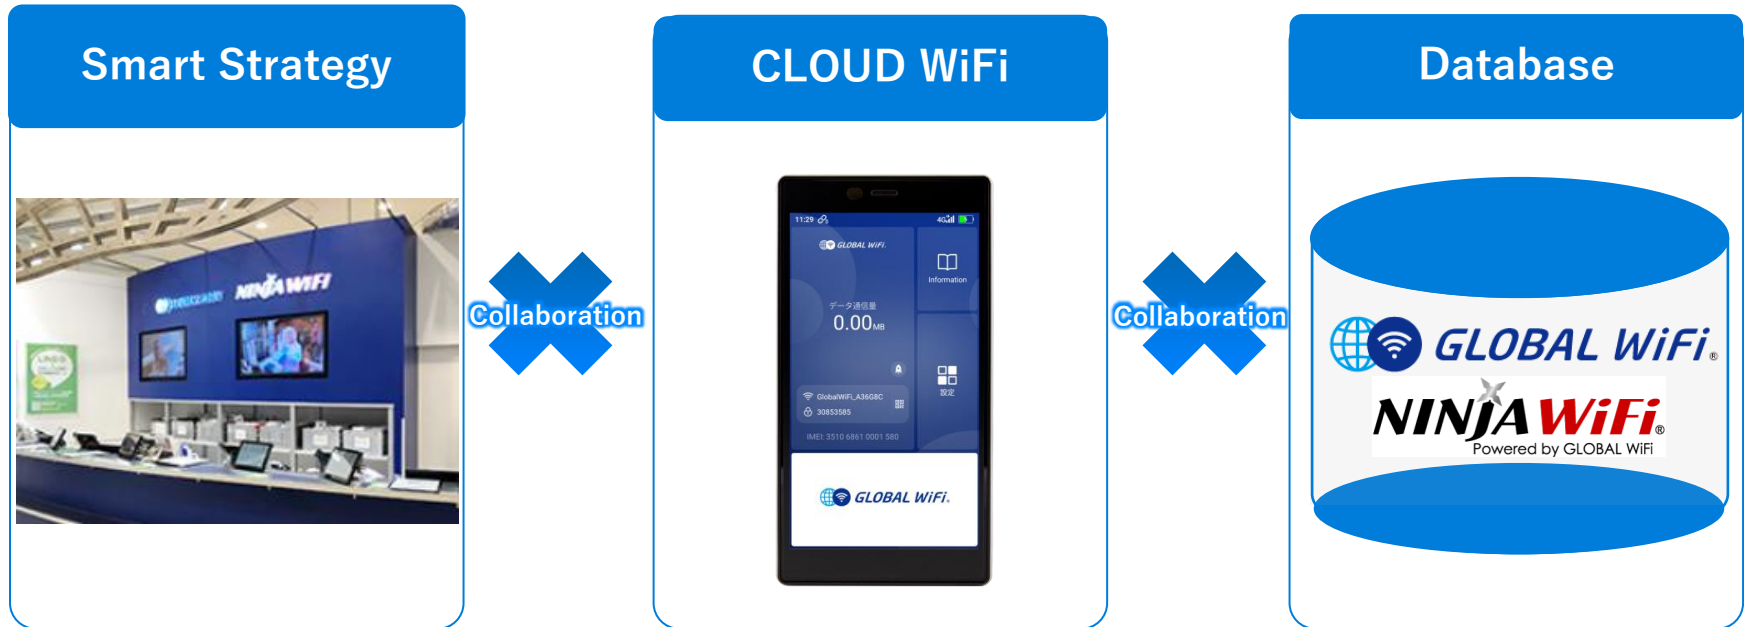 Smart Strategy
CLOUD WiFi
Database
NINJA WiFi
Collaboration
11:29
4G
GLOBAL WiFi.
Information
データ通信量
0.00MB
設定
GlobalWiFi_A36G8C
30853585
IMEI: 3510 6861 0001 580
GLOBAL WiFi.
Collaboration
GLOBAL WiFi®
NINJA WiFi®
Powered by GLOBAL WiFi